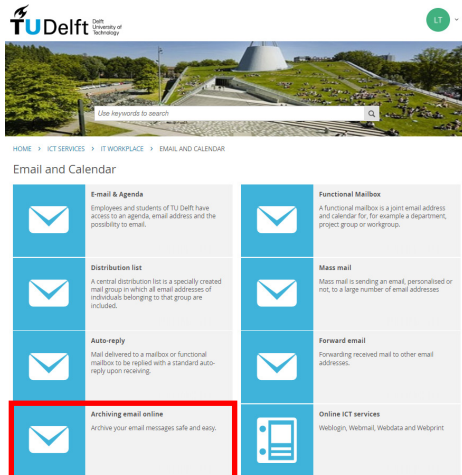 TU Delft
Delft
University of
Technology
LT
Use keywords to search
HOME > ICT SERVICES > IT WORKPLACE > EMAIL AND CALENDAR
Email and Calendar
E-mail & Agenda
Employees and students of TU Delft have
access to an agenda, email address and the
possibility to email.
Functional Mailbox
A functional mailbox is a joint email address
and calendar for, for example a department,
project group or workgroup.
Distribution list
A central distribution list is a specially created
mail group in which all email addresses of
individuals belonging to that group are
included.
Mass mail
Mass mail is sending an email, personalised or
not, to a large number of email addresses
Auto-reply
Mail delivered to a mailbox or functional
mailbox to be replied with a standard auto-
reply upon receiving.
Forward email
Forwarding received mail to other email
addresses.
Archiving email online
Archive your email messages safe and easy.
Online ICT services
Weblogin, Webmail, Webdata and Webprint